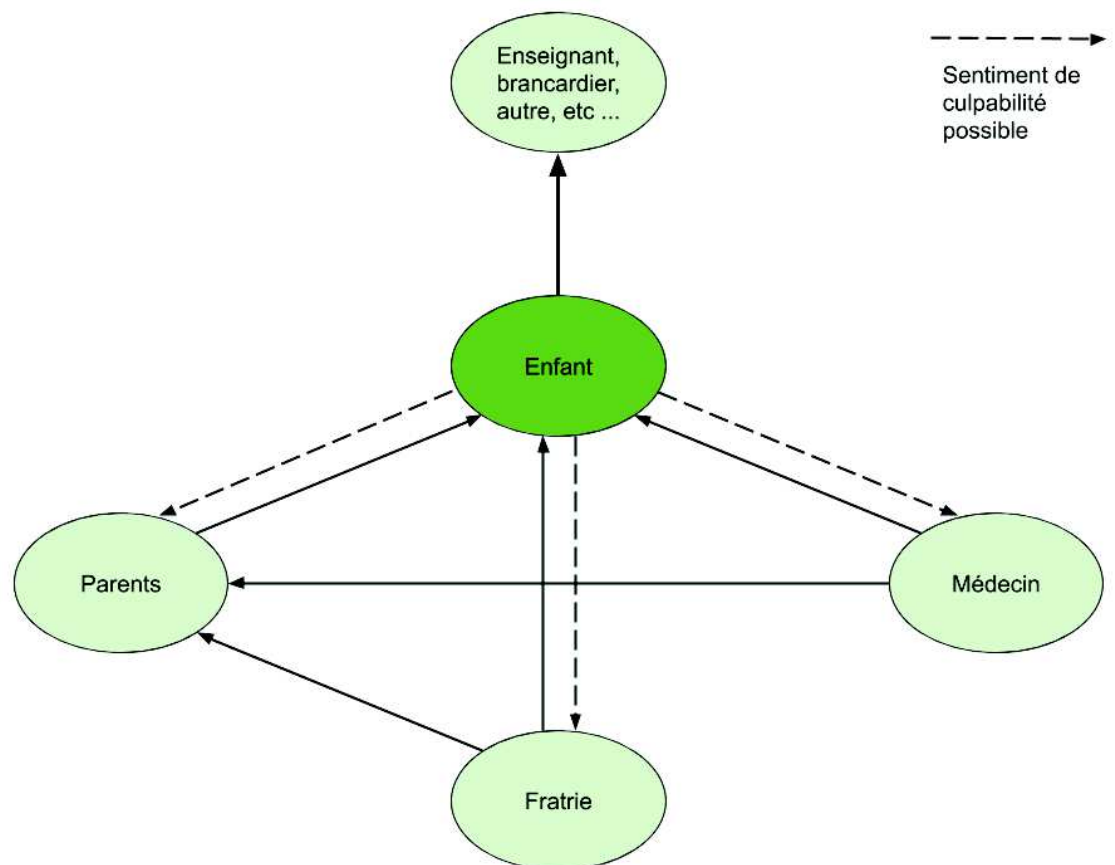 Enseignant,
brancardier,
autre, etc ...
Sentiment de
culpabilité
possible
Enfant
Parents
Médecin
Fratrie